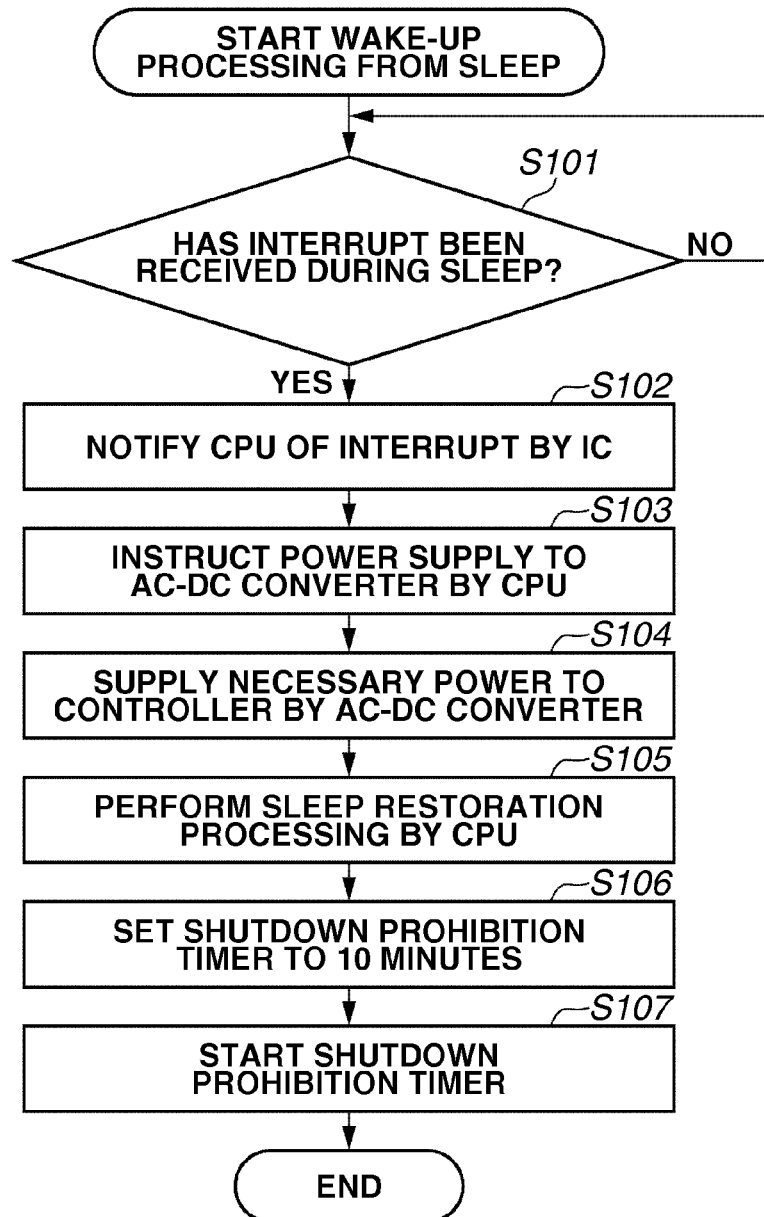 START WAKE-UP
PROCESSING FROM SLEEP
S101
HAS INTERRUPT BEEN
RECEIVED DURING SLEEP?
NO
YES
S102
NOTIFY CPU OF INTERRUPT BY IC
S103
INSTRUCT POWER SUPPLY TO
AC-DC CONVERTER BY CPU
S104
SUPPLY NECESSARY POWER TO
CONTROLLER BY AC-DC CONVERTER
S105
PERFORM SLEEP RESTORATION
PROCESSING BY CPU
S106
SET SHUTDOWN PROHIBITION
TIMER TO 10 MINUTES
S107
START SHUTDOWN
PROHIBITION TIMER
END